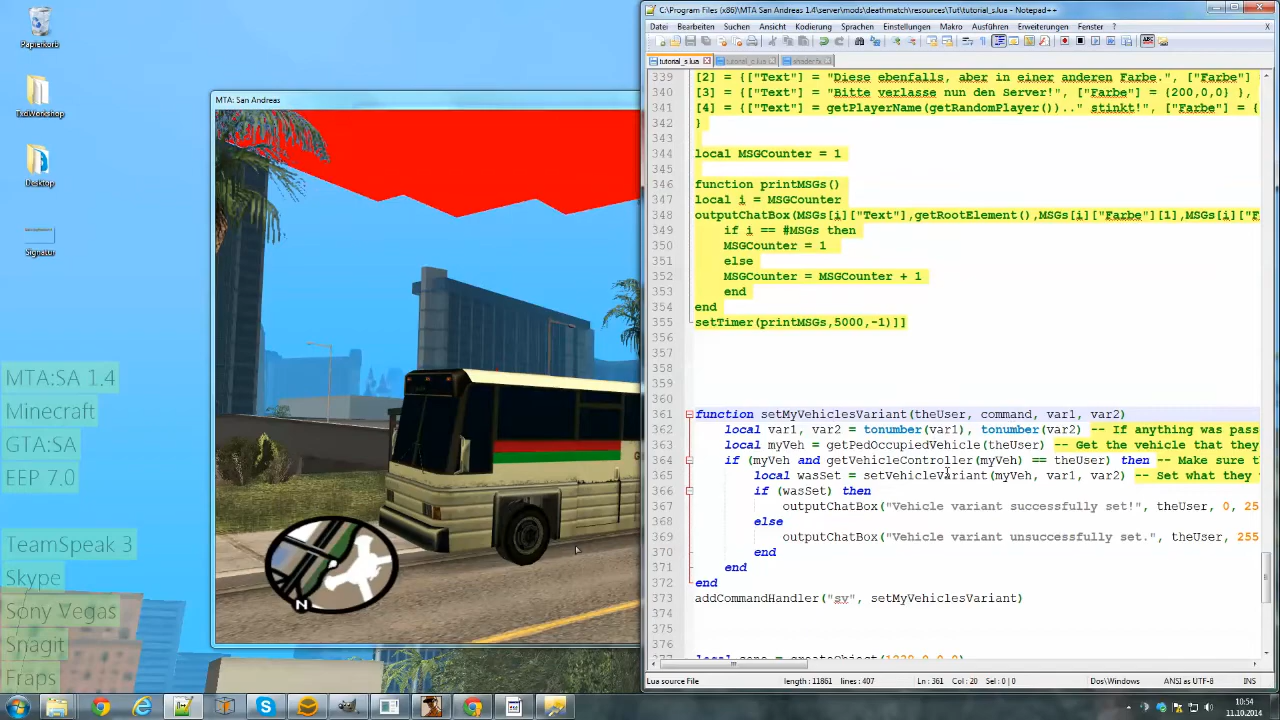 C:\Program Files (x86)\MTA San Andreas 1.4\server\mods\deathmatch\resources\Tut\tutorial_s.lua - Notepad++
Datei Bearbeiten Suchen Ansicht Kodierung Sprachen Einstellungen Makro Ausführen Erweiterungen Fenster ? X
tutorial_s.lua tutorial_c.lua shader.fx
Papierkorb
TxdWorkshop
Desktop
Signatur
MTA: San Andreas
339 [2] = {["Text"] = "Diese ebenfalls, aber in einer anderen Farbe.", ["Farbe"]
340 [3] = {["Text"] = "Bitte verlasse nun den Server!", ["Farbe"] = {200,0,0} },
341 [4] = {["Text"] = getPlayerName(getRandomPlayer()).." stinkt!", ["Farbe"] = {
342 }
343
344 local MSGCounter = 1
345
346 function printMSGs()
347 local i = MSGCounter
348 outputChatBox(MSGs[i]["Text"],getRootElement(),MSGs[i]["Farbe"][1],MSGs[i]["F
349 if i == #MSGs then
350 MSGCounter = 1
351 else
352 MSGCounter = MSGCounter + 1
353 end
354 end
355 setTimer(printMSGs,5000,-1)]]
356
357
358
359
360
361 function setMyVehiclesVariant(theUser, command, var1, var2)
362 local var1, var2 = tonumber(var1), tonumber(var2) -- If anything was pass
363 local myVeh = getPedOccupiedVehicle(theUser) -- Get the vehicle that they
364 if (myVeh and getVehicleController(myVeh) == theUser) then -- Make sure t
365 local wasSet = setVehicleVariant(myVeh, var1, var2) -- Set what they
366 if (wasSet) then
367 outputChatBox("Vehicle variant successfully set!", theUser, 0, 25
368 else
369 outputChatBox("Vehicle variant unsuccessfully set.", theUser, 255
370 end
371 end
372 end
373 addCommandHandler("sv", setMyVehiclesVariant)
374
375
376
N
MTA:SA 1.4
Minecraft
GTA:SA
EEP 7.0
TeamSpeak 3
Skype
Sony Vegas
Snagit
Fraps
Lua source file length : 11861 lines : 407 Ln : 361 Col : 20 Sel : 0 | 0 Dos\Windows ANSI as UTF-8 INS
DE
10:54
11.10.2014